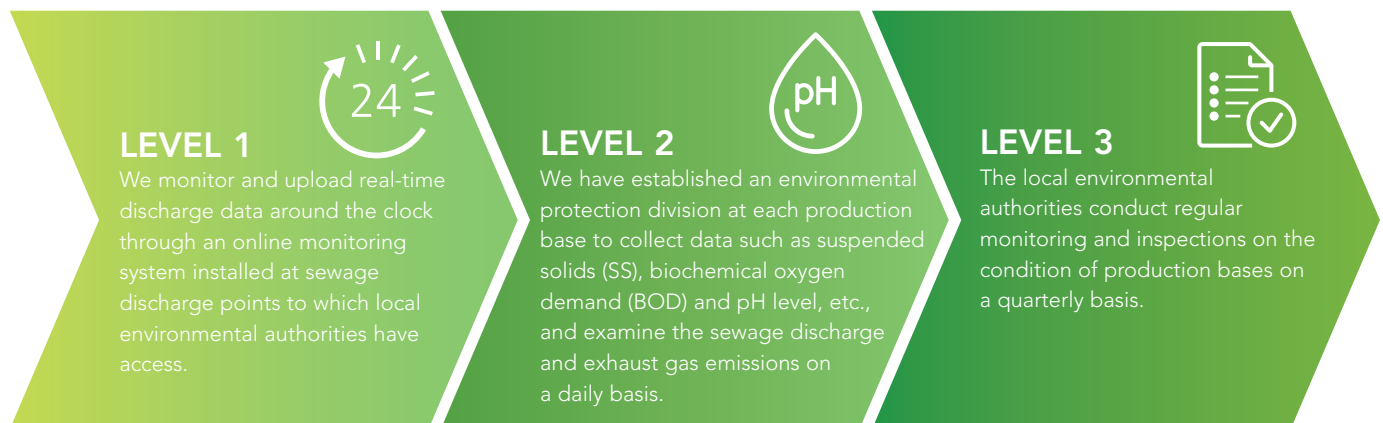 24
LEVEL 1
We monitor and upload real-time
discharge data around the clock
through an online monitoring
system installed at sewage
discharge points to which local
environmental authorities have
access.
pH
LEVEL 2
We have established an environmental
protection division at each production
base to collect data such as suspended
solids (SS), biochemical oxygen
demand (BOD) and pH level, etc.,
and examine the sewage discharge
and exhaust gas emissions on
a daily basis.
LEVEL 3
The local environmental
authorities conduct regular
monitoring and inspections on the
condition of production bases on
a quarterly basis.